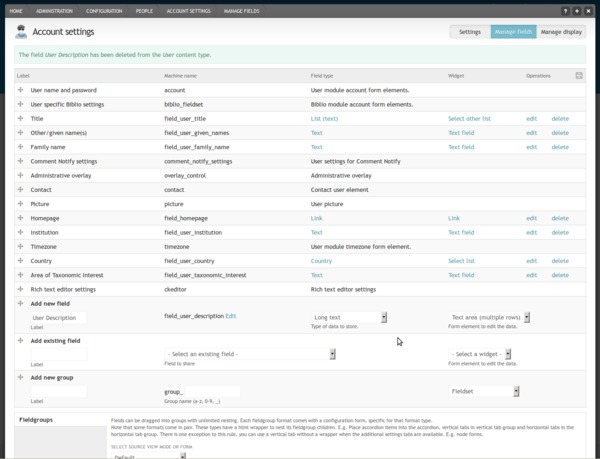 HOME ADMINISTRATION CONFIGURATION PEOPLE ACCOUNT SETTINGS MANAGE FIELDS ? + ×
Account settings Settings Manage fields Manage display
The field User Description has been deleted from the User content type.
Label Machine name Field type Widget Operations
User name and password account User module account form elements.
User specific Biblio settings biblio_fieldset Biblio module account form elements.
Title field_user_title List (text) Select other list edit delete
Other/given name(s) field_user_given_names Text Text field edit delete
Family name field_user_family_name Text Text field edit delete
Comment Notify settings comment_notify_settings User settings for Comment Notify
Administrative overlay overlay_control Administrative overlay
Contact contact Contact user element
Picture picture User picture
Homepage field_homepage Link Link edit delete
Institution field_user_institution Text Text field edit delete
Timezone timezone User module timezone form element.
Country field_user_country Country Select list edit delete
Area of Taxonomic Interest field_user_taxonomic_interest Text Text field edit delete
Rich text editor settings ckeditor Rich text editor settings
Add new field
User Description field_user_description Edit Long text Text area (multiple rows)
Label Type of data to store. Form element to edit the data.
Add existing field
- Select an existing field - - Select a widget -
Label Field to share Form element to edit the data.
Add new group
group_ Fieldset
Label Group name (a-z, 0-9, _)
Fieldgroups Fields can be dragged into groups with unlimited nesting. Each fieldgroup format comes with a configuration form, specific for that format type.
Note that some formats come in pair. These types have a html wrapper to nest its fieldgroup children. E.g. Place accordion items into the accordion, vertical tabs in vertical tab group and horizontal tabs in the
horizontal tab group. There is one exception to this rule, you can use a vertical tab without a wrapper when the additional settings tabs are available. E.g. node forms.
SELECT SOURCE VIEW MODE OR FORM
Default